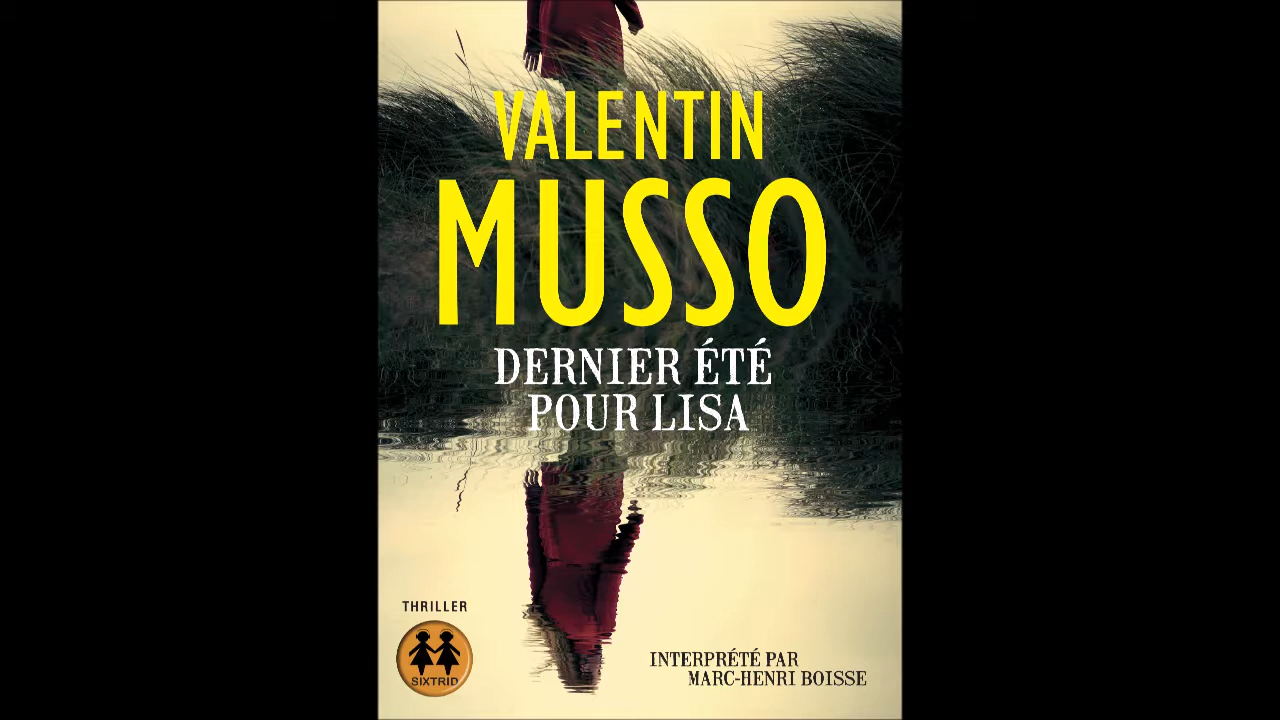 VALENTIN
MUSSO
DERNIER ÉTÉ
POUR LISA
THRILLER
SIXTRID
INTERPRÉTÉ PAR
MARC-HENRI BOISSE